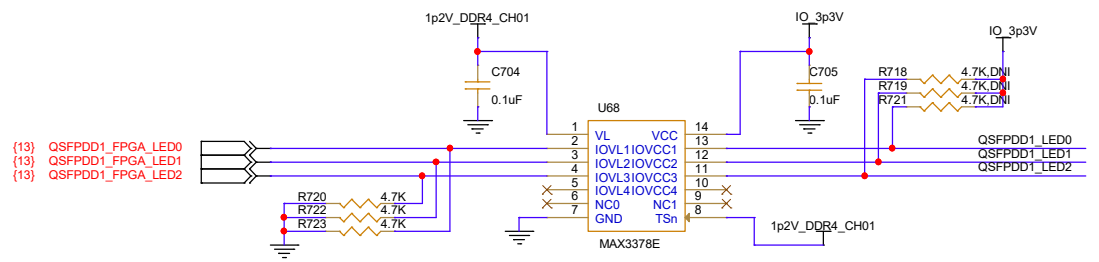 1p2V_DDR4_CH01
IO_3p3V
IO_3p3V
C704
0.1uF
C705
0.1uF
R718 4.7K,DNI
R719 4.7K,DNI
R721 4.7K,DNI
U68
1 VL VCC 14
{13} QSFPDD1_FPGA_LED0 2 IOVL1 IOVCC1 13 QSFPDD1_LED0
{13} QSFPDD1_FPGA_LED1 3 IOVL2 IOVCC2 12 QSFPDD1_LED1
{13} QSFPDD1_FPGA_LED2 4 IOVL3 IOVCC3 11 QSFPDD1_LED2
5 IOVL4 IOVCC4 10
6 NC0 NC1 9
7 GND TSn 8
R720 4.7K
R722 4.7K
R723 4.7K
1p2V_DDR4_CH01
MAX3378E